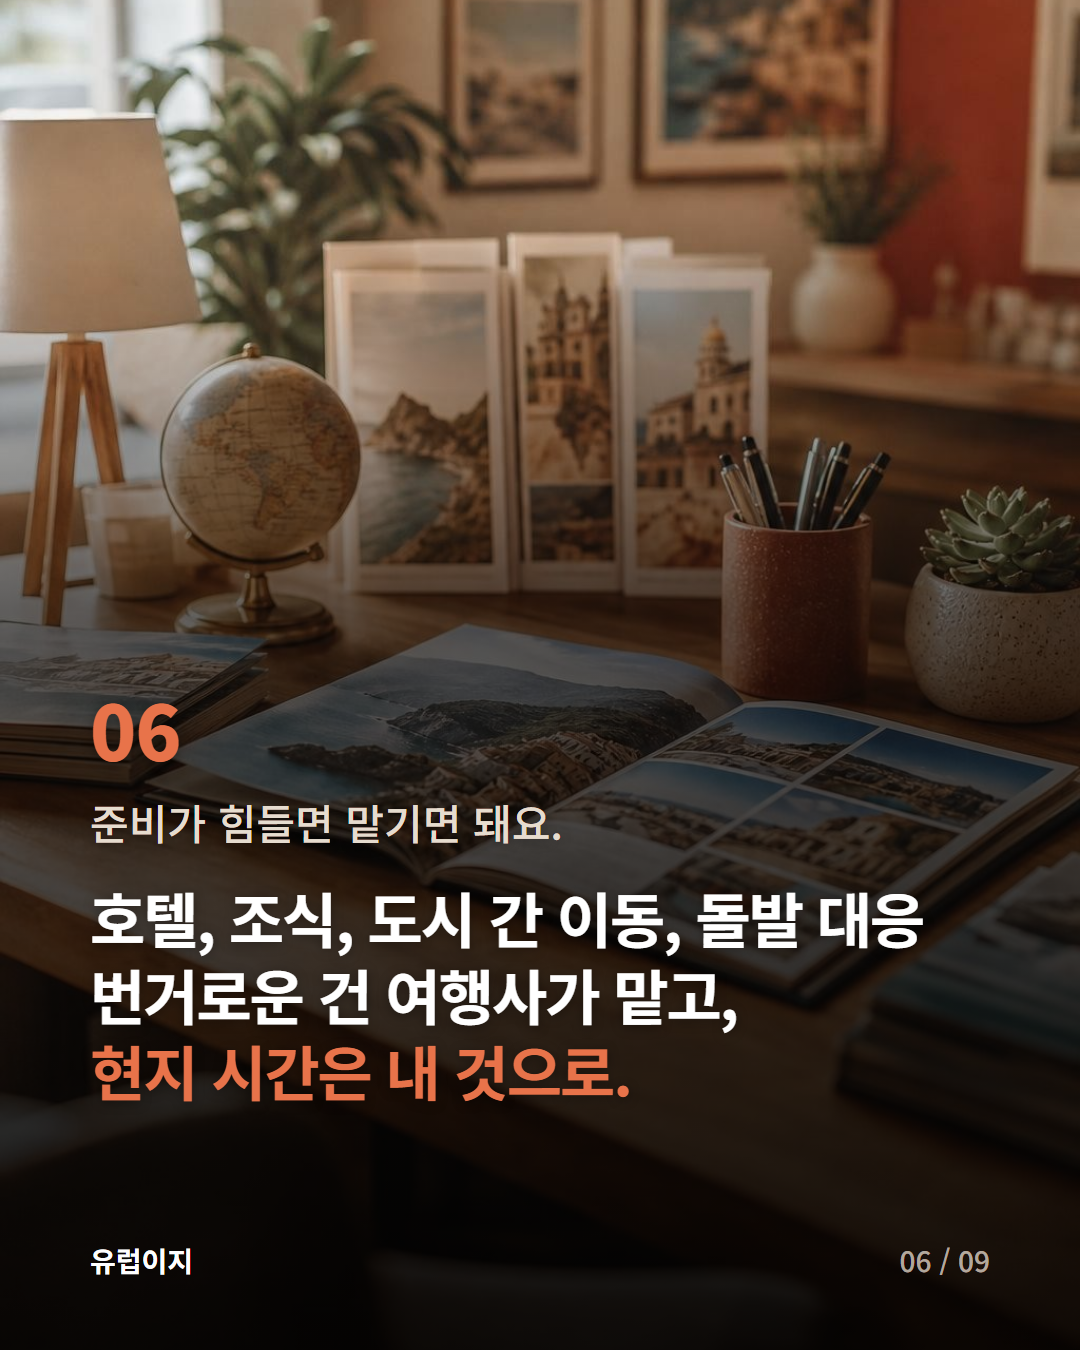 06
준비가 힘들면 맡기면 돼요.
호텔, 조식, 도시 간 이동, 돌발 대응
번거로운 건 여행사가 맡고,
현지 시간은 내 것으로.
유럽이지
06 / 09